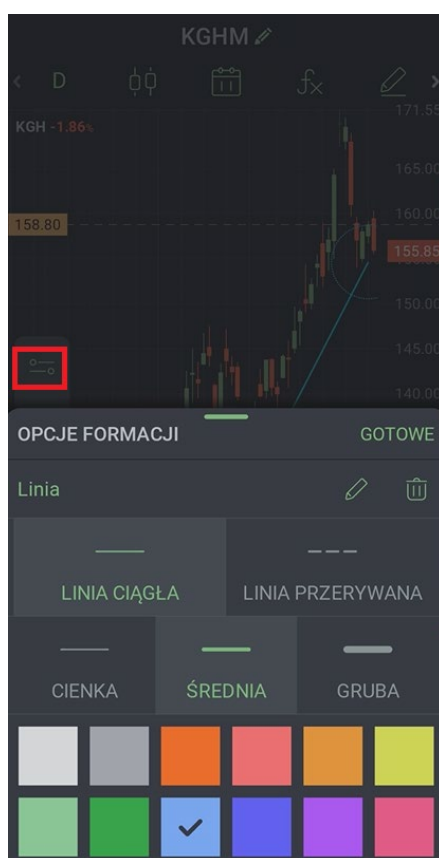 KGHM
D
fx
171.55
KGH -1.86%
165.00
158.80
160.00
155.85
150.00
145.00
140.00
OPCJE FORMACJI
GOTOWE
Linia
LINIA CIĄGŁA
LINIA PRZERYWANA
CIENKA
ŚREDNIA
GRUBA